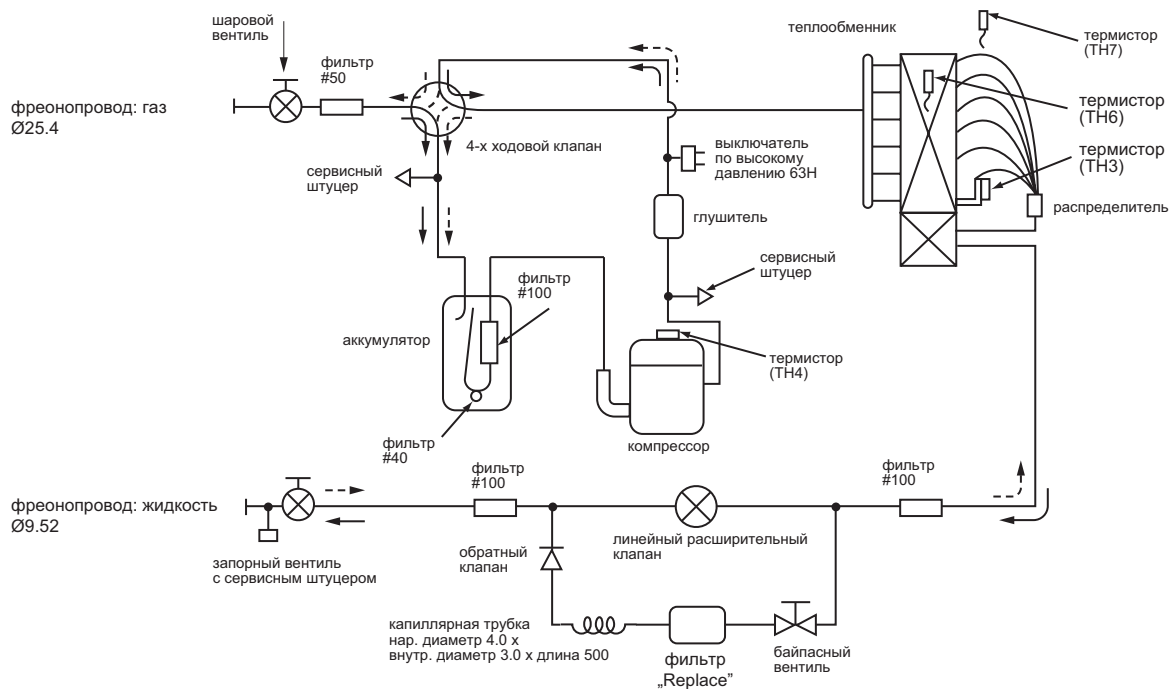 шаровой
вентиль
фильтр
#50
фреонопровод: газ
Ø25.4
4-х ходовой клапан
сервисный
штуцер
выключатель
по высокому
давлению 63H
глушитель
сервисный
штуцер
теплообменник
термистор
(TH7)
термистор
(TH6)
термистор
(TH3)
распределитель
фильтр
#100
аккумулятор
фильтр
#40
термистор
(TH4)
компрессор
фреонопровод: жидкость
Ø9.52
запорный вентиль
с сервисным штуцером
фильтр
#100
обратный
клапан
линейный расширительный
клапан
фильтр
#100
капиллярная трубка
нар. диаметр 4.0 х
внутр. диаметр 3.0 х длина 500
фильтр
„Replace”
байпасный
вентиль